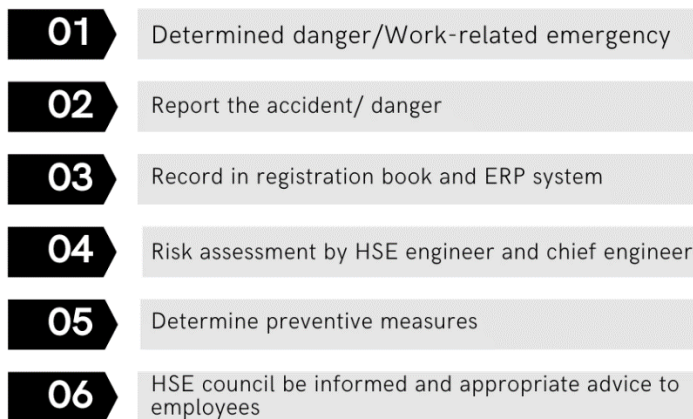 01 Determined danger/Work-related emergency
02 Report the accident/ danger
03 Record in registration book and ERP system
04 Risk assessment by HSE engineer and chief engineer
05 Determine preventive measures
06 HSE council be informed and appropriate advice to
employees